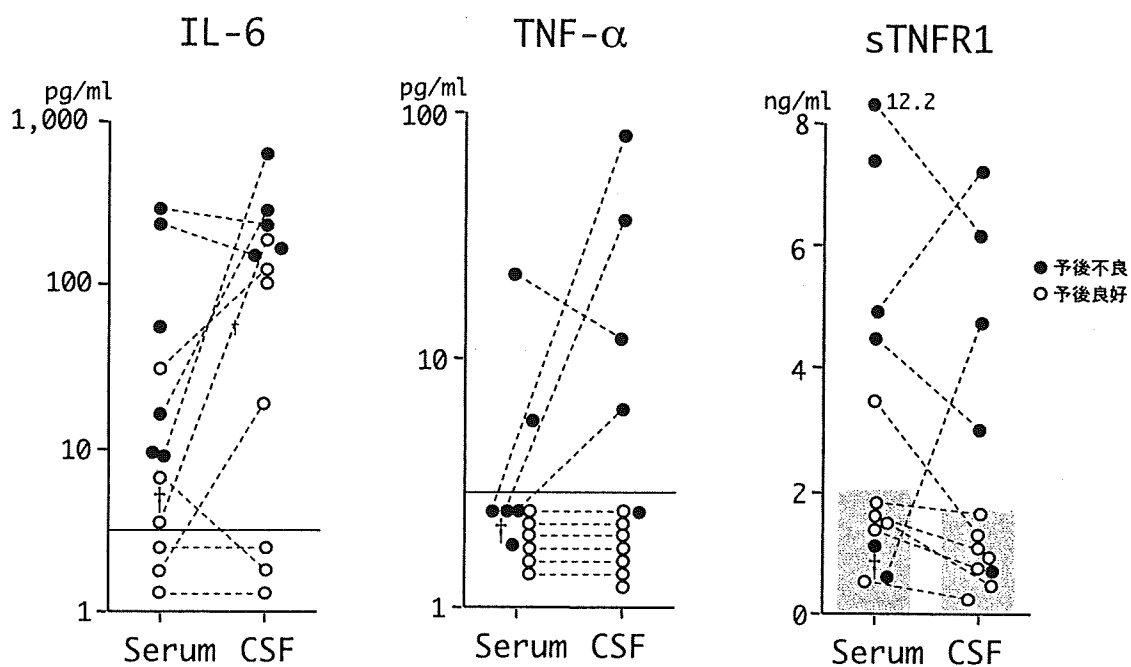 IL-6
pg/ml
1,000
100
10
1
†
†
Serum CSF
TNF-α
pg/ml
100
10
1
†
Serum CSF
sTNFR1
ng/ml
8
6
4
2
0
12.2
†
Serum CSF
● 予後不良
○ 予後良好